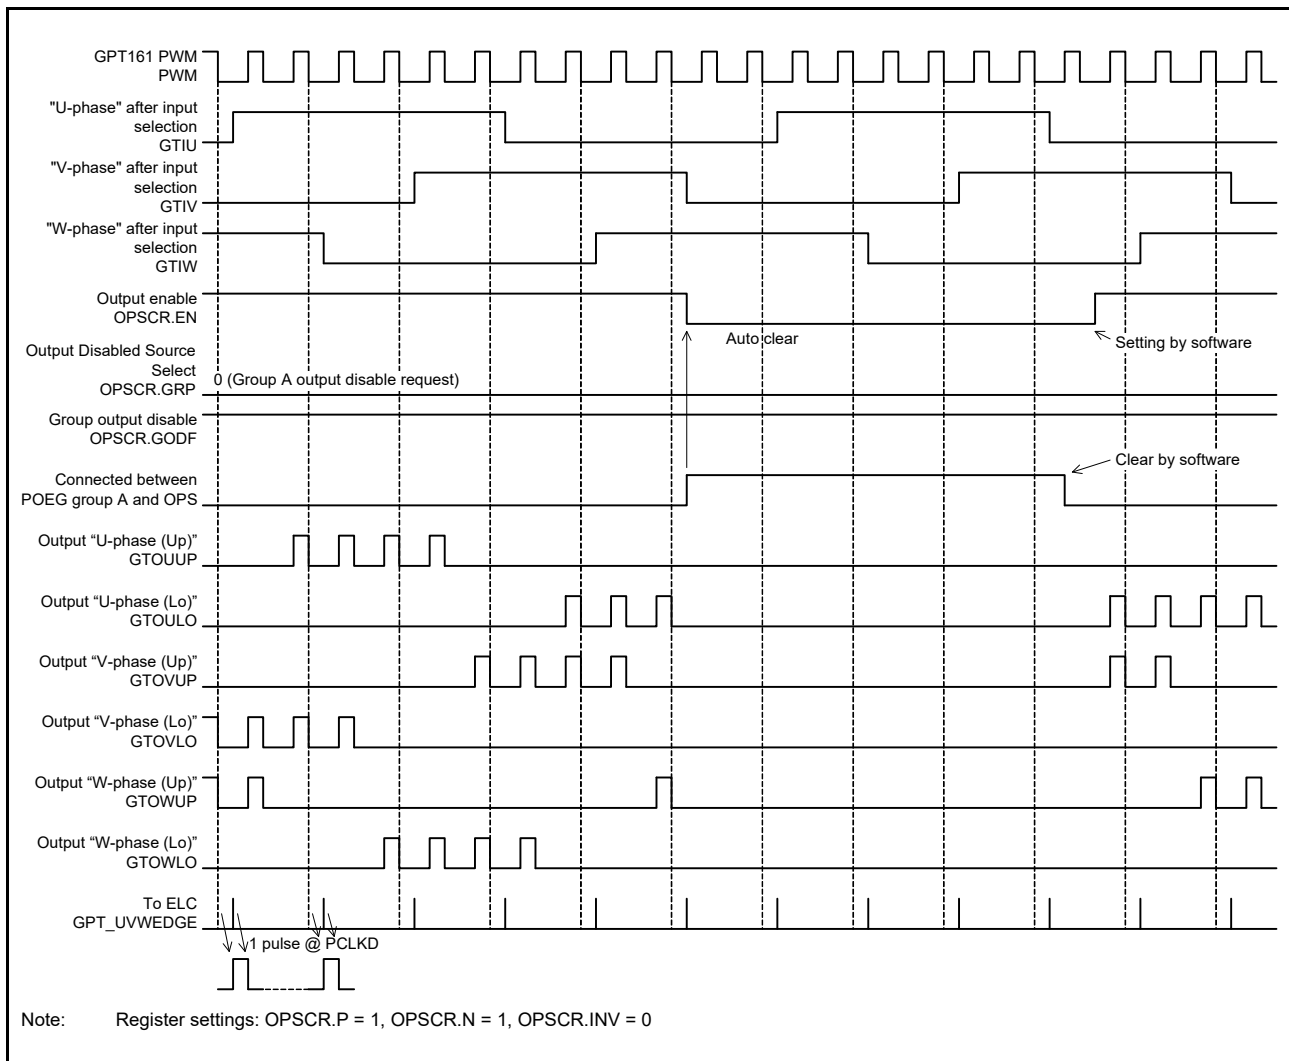 GPT161 PWM
PWM
"U-phase" after input
selection
GTIU
"V-phase" after input
selection
GTIV
"W-phase" after input
selection
GTIW
Output enable
OPSCR.EN
Auto clear
Setting by software
Output Disabled Source
Select
OPSCR.GRP
0 (Group A output disable request)
Group output disable
OPSCR.GODF
Clear by software
Connected between
POEG group A and OPS
Output “U-phase (Up)”
GTOUUP
Output “U-phase (Lo)”
GTOULO
Output “V-phase (Up)”
GTOVUP
Output “V-phase (Lo)”
GTOVLO
Output “W-phase (Up)”
GTOWUP
Output “W-phase (Lo)”
GTOWLO
To ELC
GPT_UVWEDGE
1 pulse @ PCLKD
Note: Register settings: OPSCR.P = 1, OPSCR.N = 1, OPSCR.INV = 0